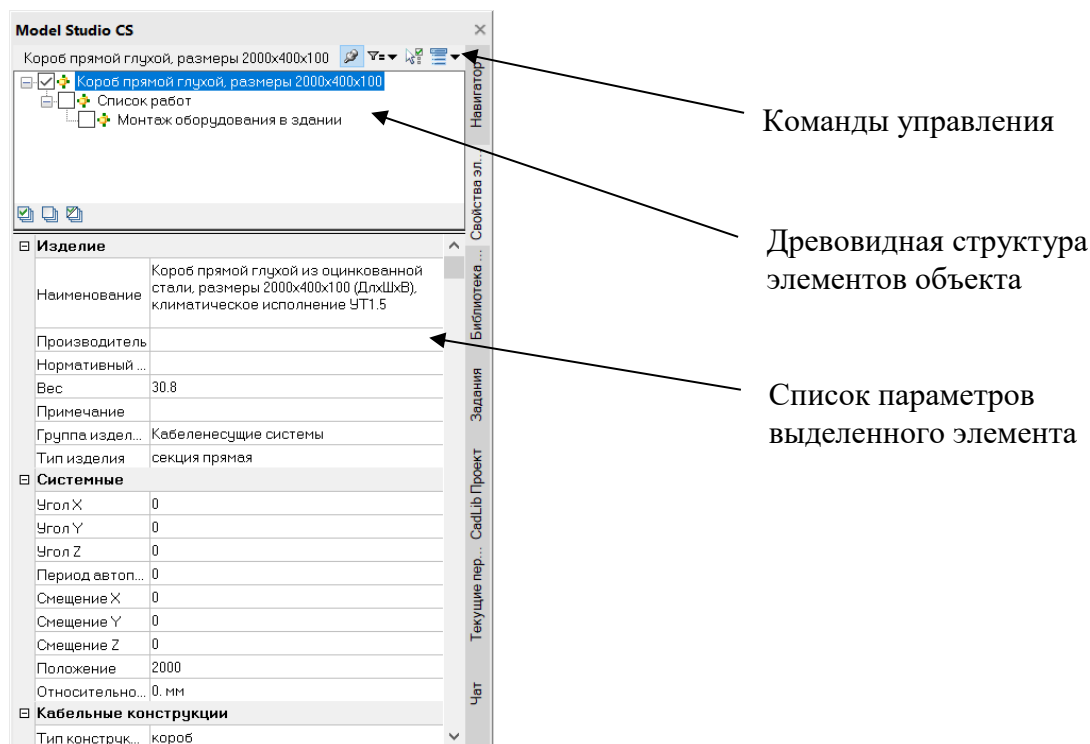 Model Studio CS
Короб прямой глухой, размеры 2000x400x100
Короб прямой глухой, размеры 2000x400x100
Список работ
Монтаж оборудования в здании
Изделие
Наименование
Короб прямой глухой из оцинкованной
стали, размеры 2000x400x100 (ДлхШхВ),
климатическое исполнение УТ1.5
Производитель
Нормативный ...
Вес 30.8
Примечание
Группа издел... Кабеленесущие системы
Тип изделия секция прямая
Системные
Угол X 0
Угол Y 0
Угол Z 0
Период автоп... 0
Смещение X 0
Смещение Y 0
Смещение Z 0
Положение 2000
Относительно... 0. мм
Кабельные конструкции
Тип конструк... короб
Навигатор
Свойства эл...
Библиотека ...
Задания
CadLib Проект
Текущие пер...
Чат
Команды управления
Древовидная структура
элементов объекта
Список параметров
выделенного элемента